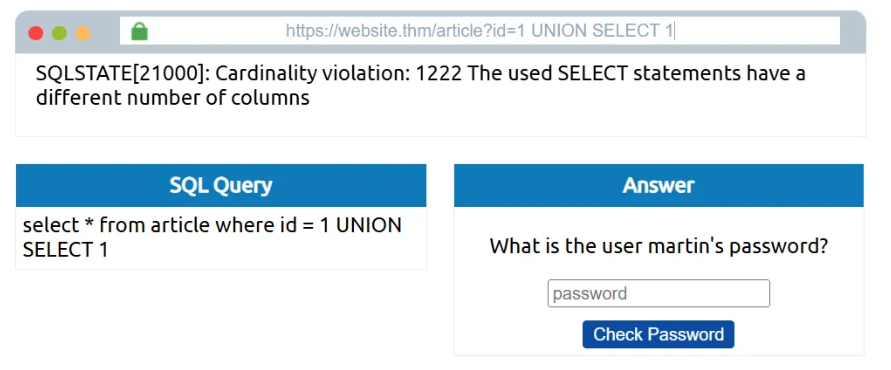 https://website.thm/article?id=1 UNION SELECT 1
SQLSTATE[21000]: Cardinality violation: 1222 The used SELECT statements have a
different number of columns
SQL Query
select * from article where id = 1 UNION
SELECT 1
Answer
What is the user martin's password?
password
Check Password